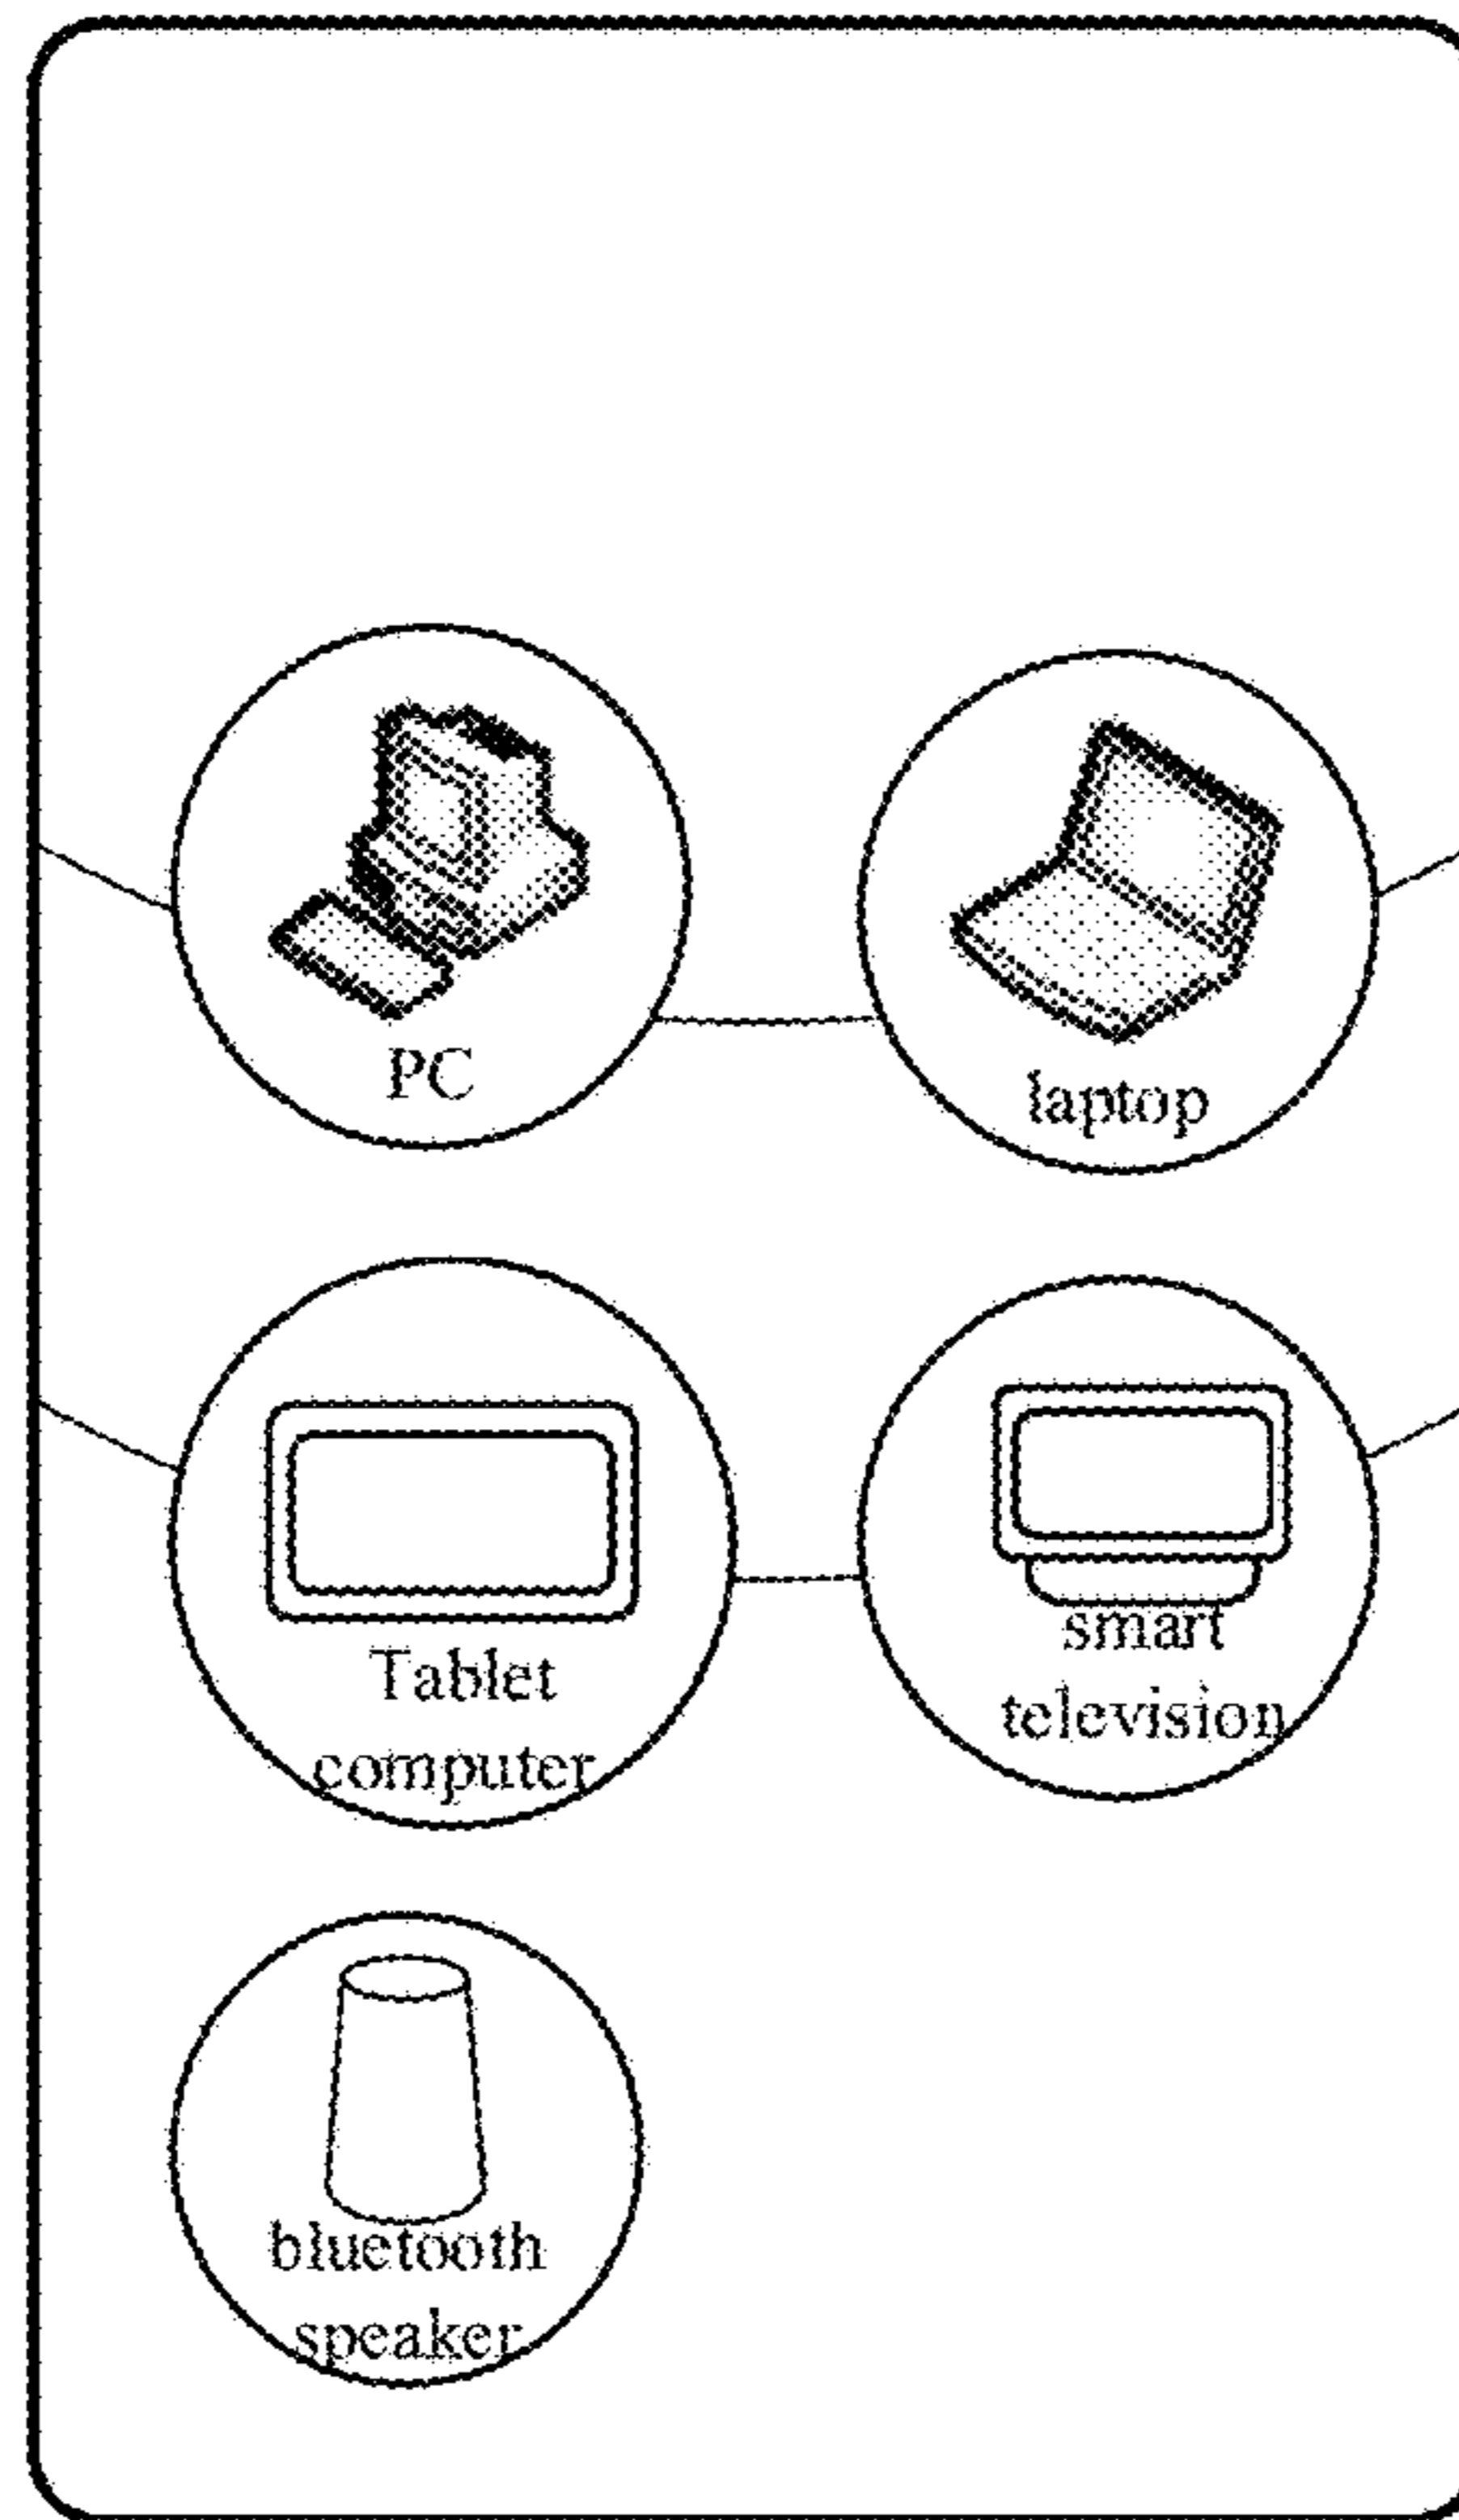 PC
laptop
Tablet
computer
smart
television
bluetooth
speaker